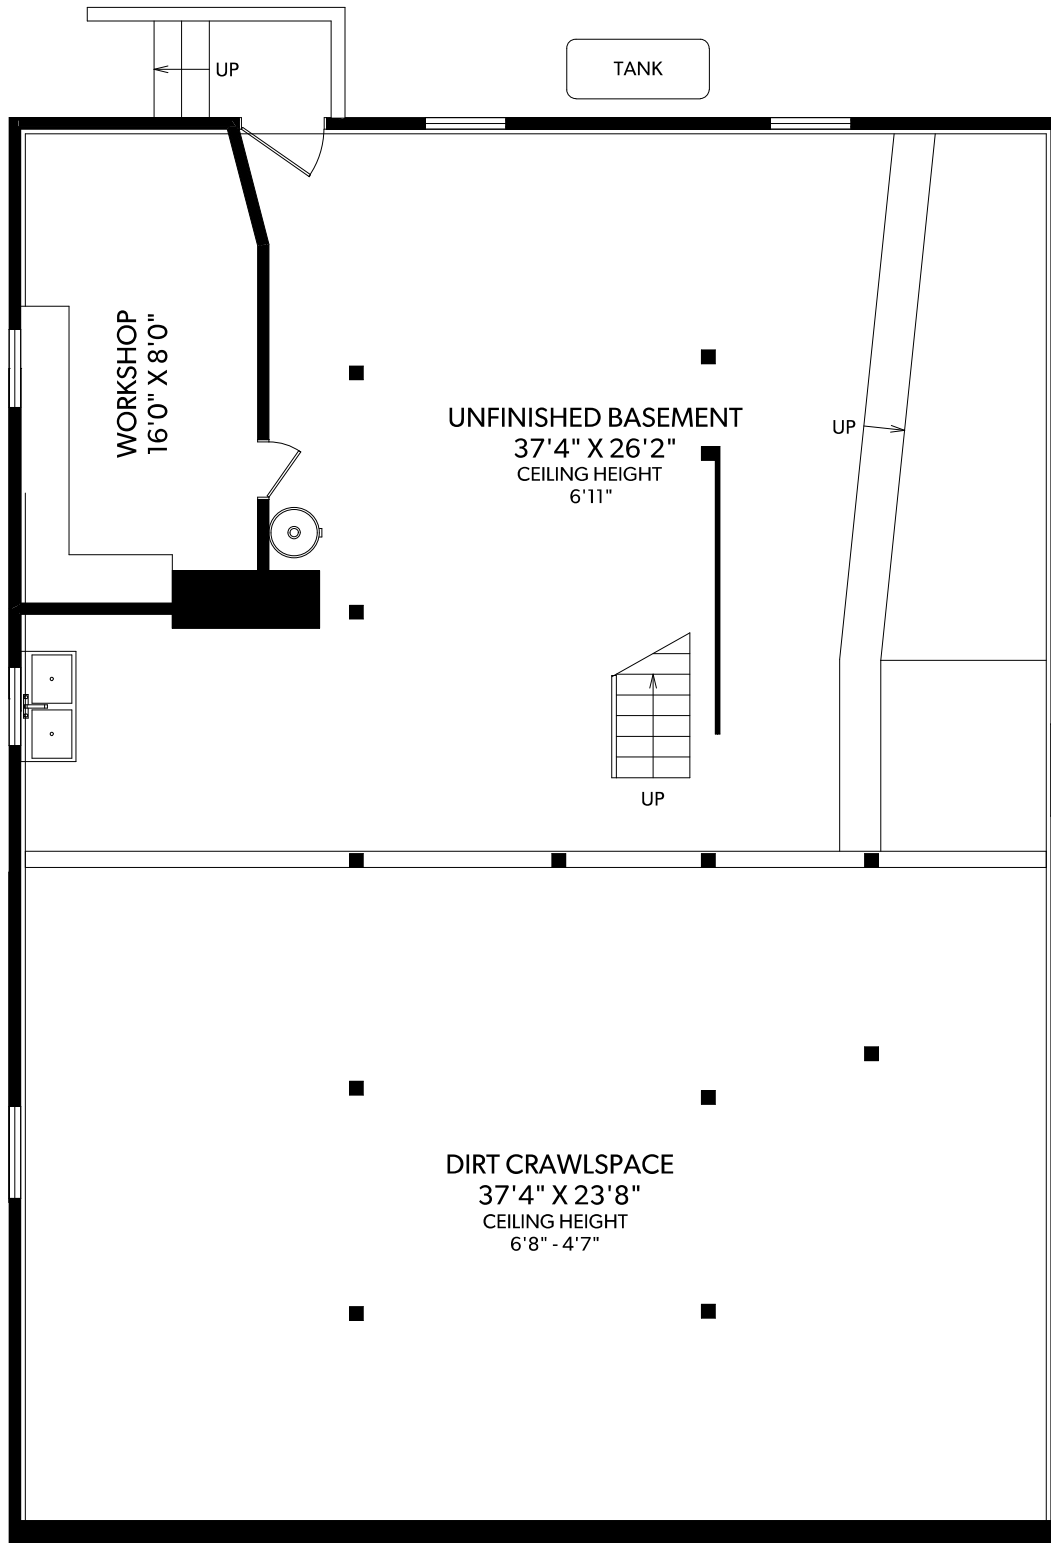 UP
TANK
WORKSHOP
16'0" X 8'0"
UNFINISHED BASEMENT
37'4" X 26'2"
CEILING HEIGHT
6'11"
UP
UP
DIRT CRAWLSPACE
37'4" X 23'8"
CEILING HEIGHT
6'8" - 4'7"